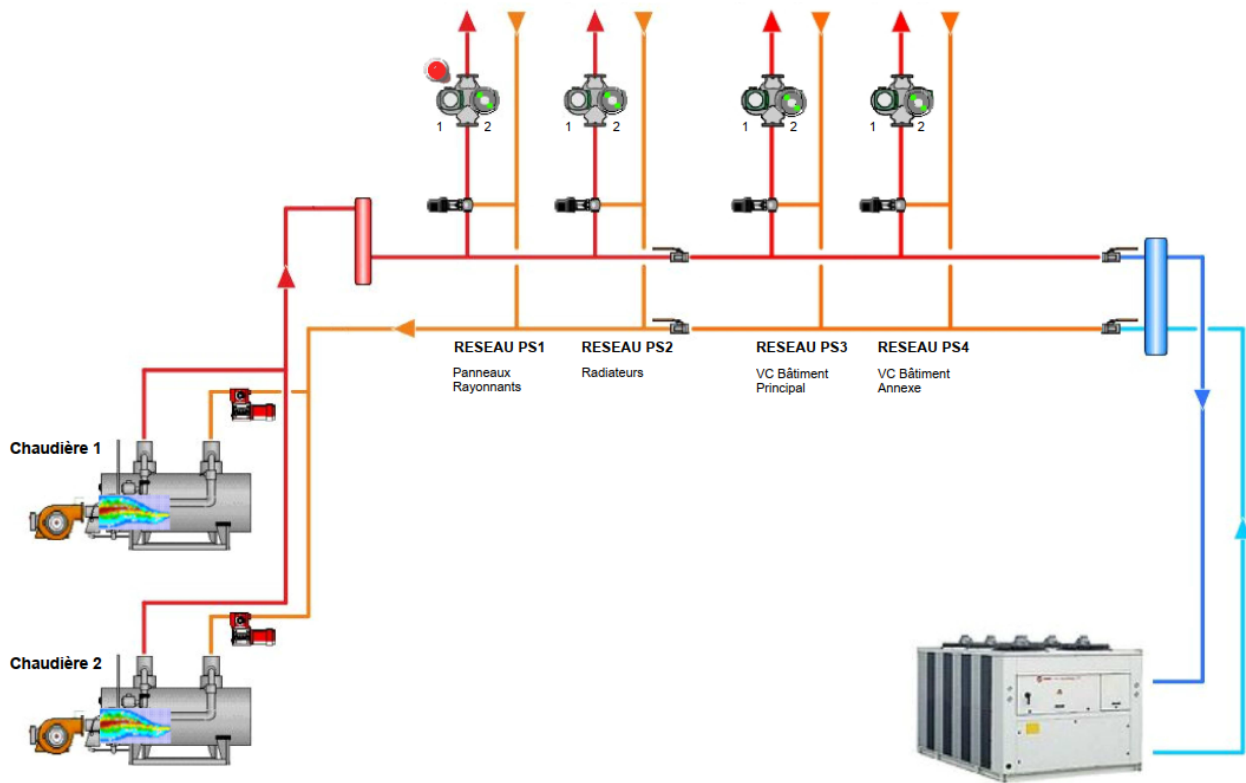 1 2
1 2
1 2
1 2
RESEAU PS1
Panneaux
Rayonnants
RESEAU PS2
Radiateurs
RESEAU PS3
VC Bâtiment
Principal
RESEAU PS4
VC Bâtiment
Annexe
Chaudière 1
Chaudière 2